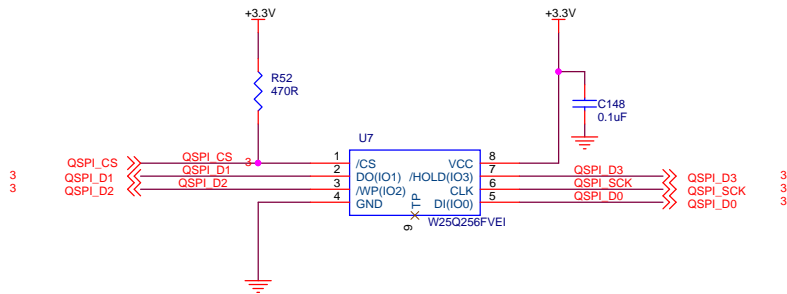 +3.3V
+3.3V
R52
470R
C148
0.1uF
U7
QSPI_CS
QSPI_CS
3
1
/CS
VCC
8
3
QSPI_D1
QSPI_D1
2
DO(IO1)
/HOLD(IO3)
7
QSPI_D3
QSPI_D3
3
3
QSPI_D2
QSPI_D2
3
/WP(IO2)
CLK
6
QSPI_SCK
QSPI_SCK
3
4
GND
TP
DI(IO0)
5
QSPI_D0
QSPI_D0
3
9
W25Q256FVEI